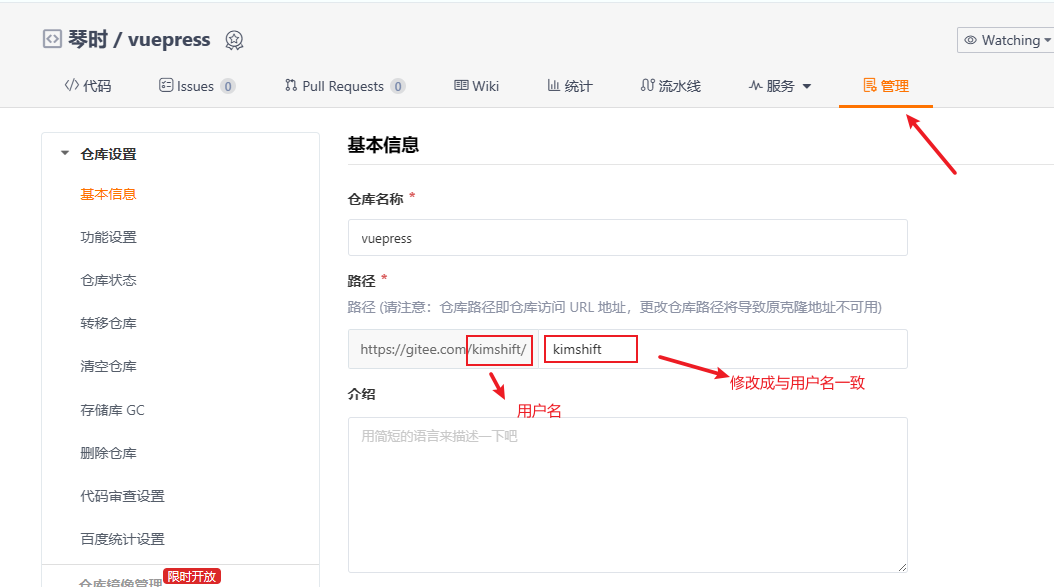 琴时 / vuepress
Watching
代码 Issues 0 Pull Requests 0 Wiki 统计 流水线 服务 管理
仓库设置
基本信息
功能设置
仓库状态
转移仓库
清空仓库
存储库 GC
删除仓库
代码审查设置
百度统计设置
仓库镜像管理 限时开放
基本信息
仓库名称 *
vuepress
路径 *
路径 (请注意：仓库路径即仓库访问 URL 地址，更改仓库路径将导致原克隆地址不可用)
https://gitee.com/kimshift/ kimshift
修改成与用户名一致
用户名
介绍
用简短的语言来描述一下吧